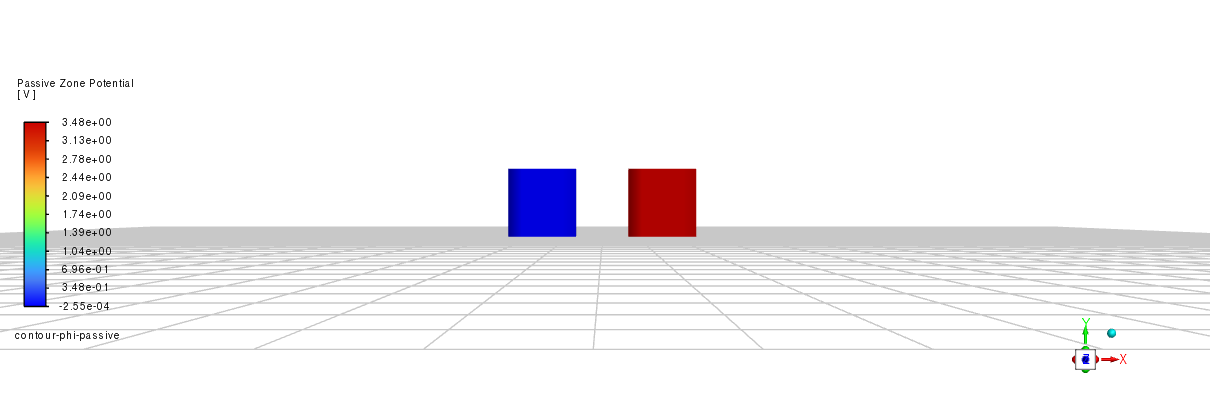 Passive Zone Potential
[ V ]
3.48e+00
3.13e+00
2.78e+00
2.44e+00
2.09e+00
1.74e+00
1.39e+00
1.04e+00
6.96e-01
3.48e-01
-2.55e-04
contour-phi-passive
Y
Z
X